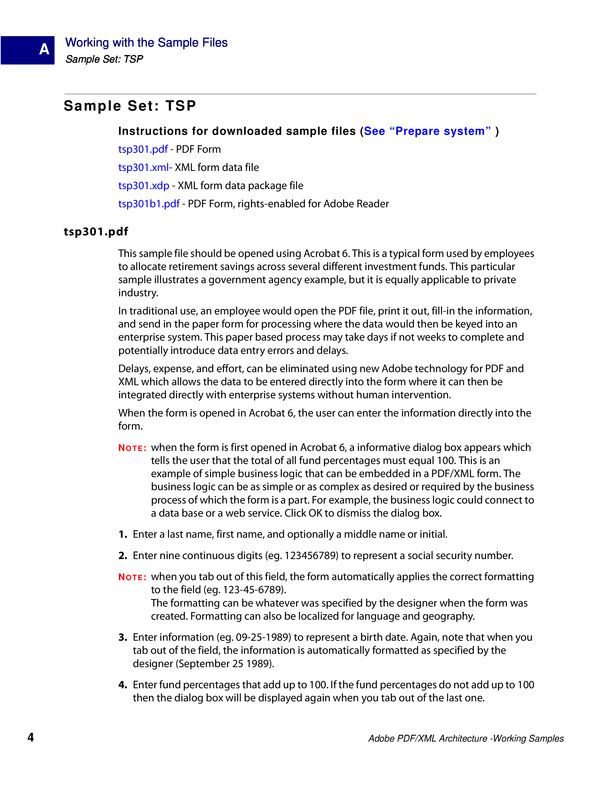 A
Working with the Sample Files
Sample Set: TSP
Sample Set: TSP
Instructions for downloaded sample files (See “Prepare system” )
tsp301.pdf - PDF Form
tsp301.xml- XML form data file
tsp301.xdp - XML form data package file
tsp301b1.pdf - PDF Form, rights-enabled for Adobe Reader
tsp301.pdf
This sample file should be opened using Acrobat 6. This is a typical form used by employees
to allocate retirement savings across several different investment funds. This particular
sample illustrates a government agency example, but it is equally applicable to private
industry.
In traditional use, an employee would open the PDF file, print it out, fill-in the information,
and send in the paper form for processing where the data would then be keyed into an
enterprise system. This paper based process may take days if not weeks to complete and
potentially introduce data entry errors and delays.
Delays, expense, and effort, can be eliminated using new Adobe technology for PDF and
XML which allows the data to be entered directly into the form where it can then be
integrated directly with enterprise systems without human intervention.
When the form is opened in Acrobat 6, the user can enter the information directly into the
form.
NOTE: when the form is first opened in Acrobat 6, a informative dialog box appears which
tells the user that the total of all fund percentages must equal 100. This is an
example of simple business logic that can be embedded in a PDF/XML form. The
business logic can be as simple or as complex as desired or required by the business
process of which the form is a part. For example, the business logic could connect to
a data base or a web service. Click OK to dismiss the dialog box.
1. Enter a last name, first name, and optionally a middle name or initial.
2. Enter nine continuous digits (eg. 123456789) to represent a social security number.
NOTE: when you tab out of this field, the form automatically applies the correct formatting
to the field (eg. 123-45-6789).
The formatting can be whatever was specified by the designer when the form was
created. Formatting can also be localized for language and geography.
3. Enter information (eg. 09-25-1989) to represent a birth date. Again, note that when you
tab out of the field, the information is automatically formatted as specified by the
designer (September 25 1989).
4. Enter fund percentages that add up to 100. If the fund percentages do not add up to 100
then the dialog box will be displayed again when you tab out of the last one.
4
Adobe PDF/XML Architecture -Working Samples